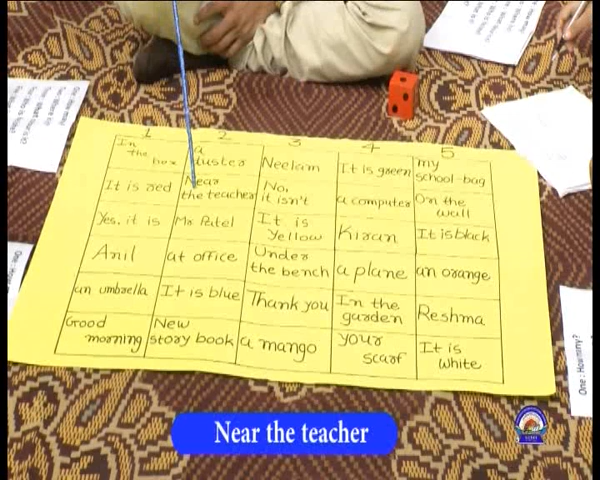 1 2 3 4 5
In the box
a duster
Neelam
It is green
my school-bag
It is red
Near the teacher
No, it isn't
a computer
On the wall
Yes, it is
Mr Patel
It is yellow
Kiran
It is black
Anil
at office
Under the bench
a plane
an orange
an umbrella
It is blue
Thank you
In the garden
Reshma
Good morning
New story book
a mango
your scarf
It is white
Near the teacher